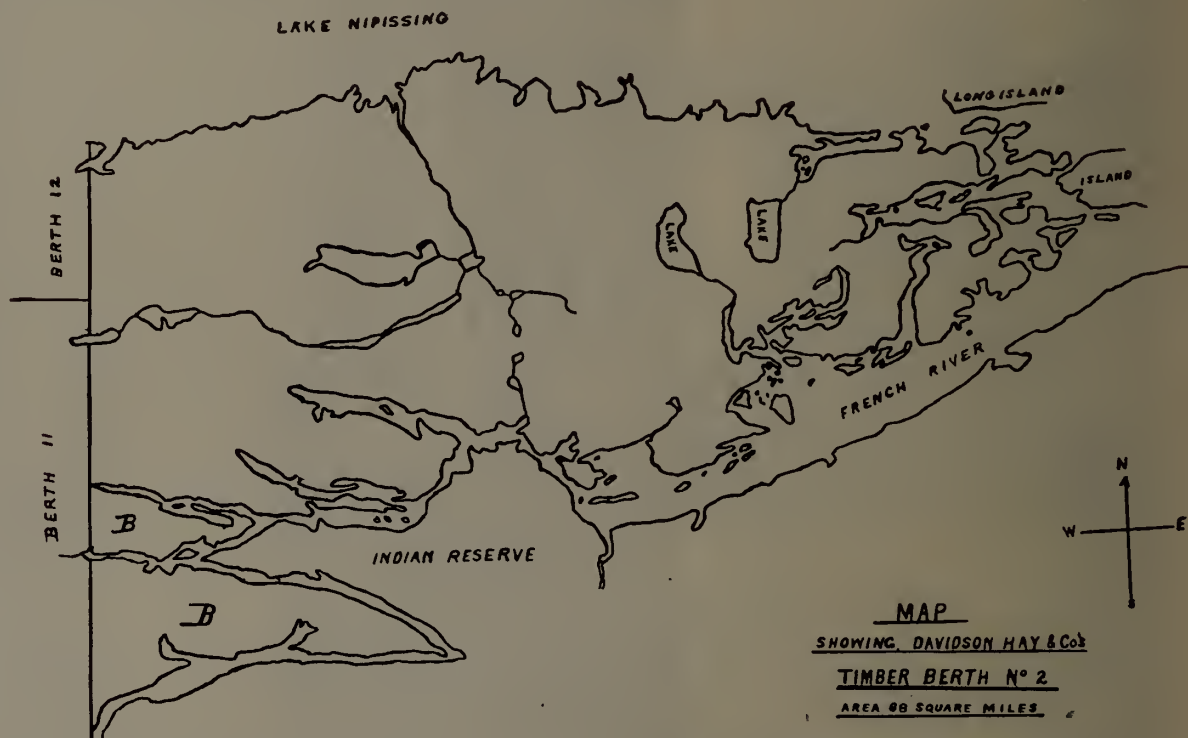 LAKE NIPISSING
LONG ISLAND
ISLAND
BERTH 12
LAKE
LAKE
FRENCH RIVER
BERTH 11
B
INDIAN RESERVE
B
N
W E
S
MAP
SHOWING DAVIDSON HAY & Co's
TIMBER BERTH No 2
AREA SQUARE MILES